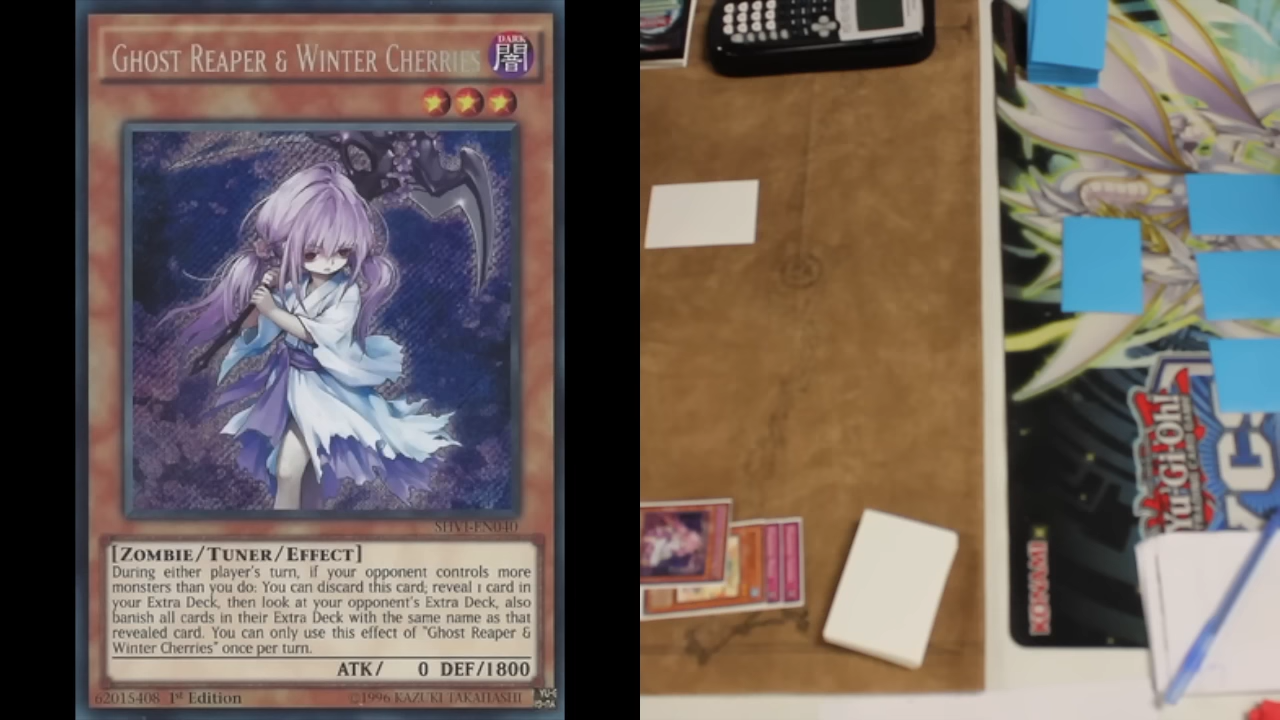 GHOST REAPER & WINTER CHERRIES
DARK
闇
SHVI-EN040
[ZOMBIE/TUNER/EFFECT]
During either player's turn, if your opponent controls more
monsters than you do: You can discard this card; reveal 1 card in
your Extra Deck, then look at your opponent's Extra Deck, also
banish all cards in their Extra Deck with the same name as that
revealed card. You can only use this effect of "Ghost Reaper &
Winter Cherries" once per turn.
ATK/ 0 DEF/1800
62015408 1st Edition ©1996 KAZUKI TAKAHASHI
Yu-Gi-Oh!
KONAMI